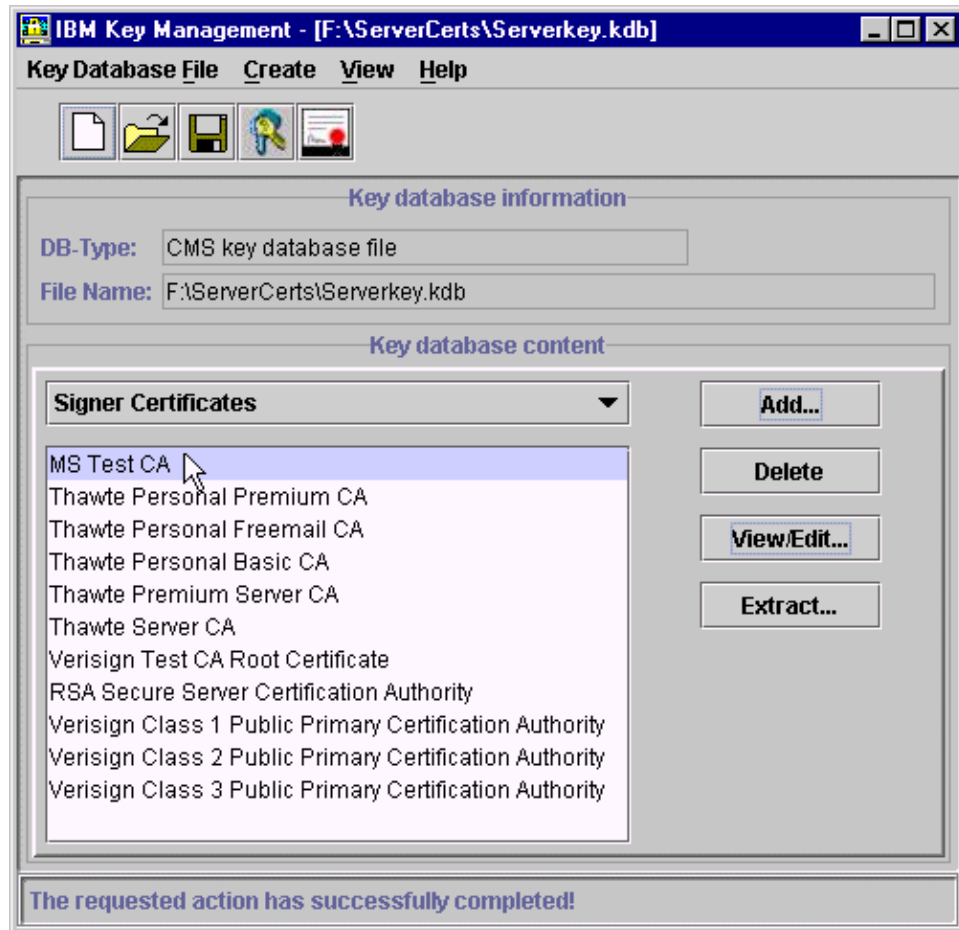 IBM Key Management - [F:\ServerCerts\Serverkey.kdb]
Key Database File Create View Help
Key database information
DB-Type: CMS key database file
File Name: F:\ServerCerts\Serverkey.kdb
Key database content
Signer Certificates
Add...
MS Test CA
Delete
Thawte Personal Premium CA
Thawte Personal Freemail CA
View/Edit...
Thawte Personal Basic CA
Thawte Premium Server CA
Extract...
Thawte Server CA
Verisign Test CA Root Certificate
RSA Secure Server Certification Authority
Verisign Class 1 Public Primary Certification Authority
Verisign Class 2 Public Primary Certification Authority
Verisign Class 3 Public Primary Certification Authority
The requested action has successfully completed!